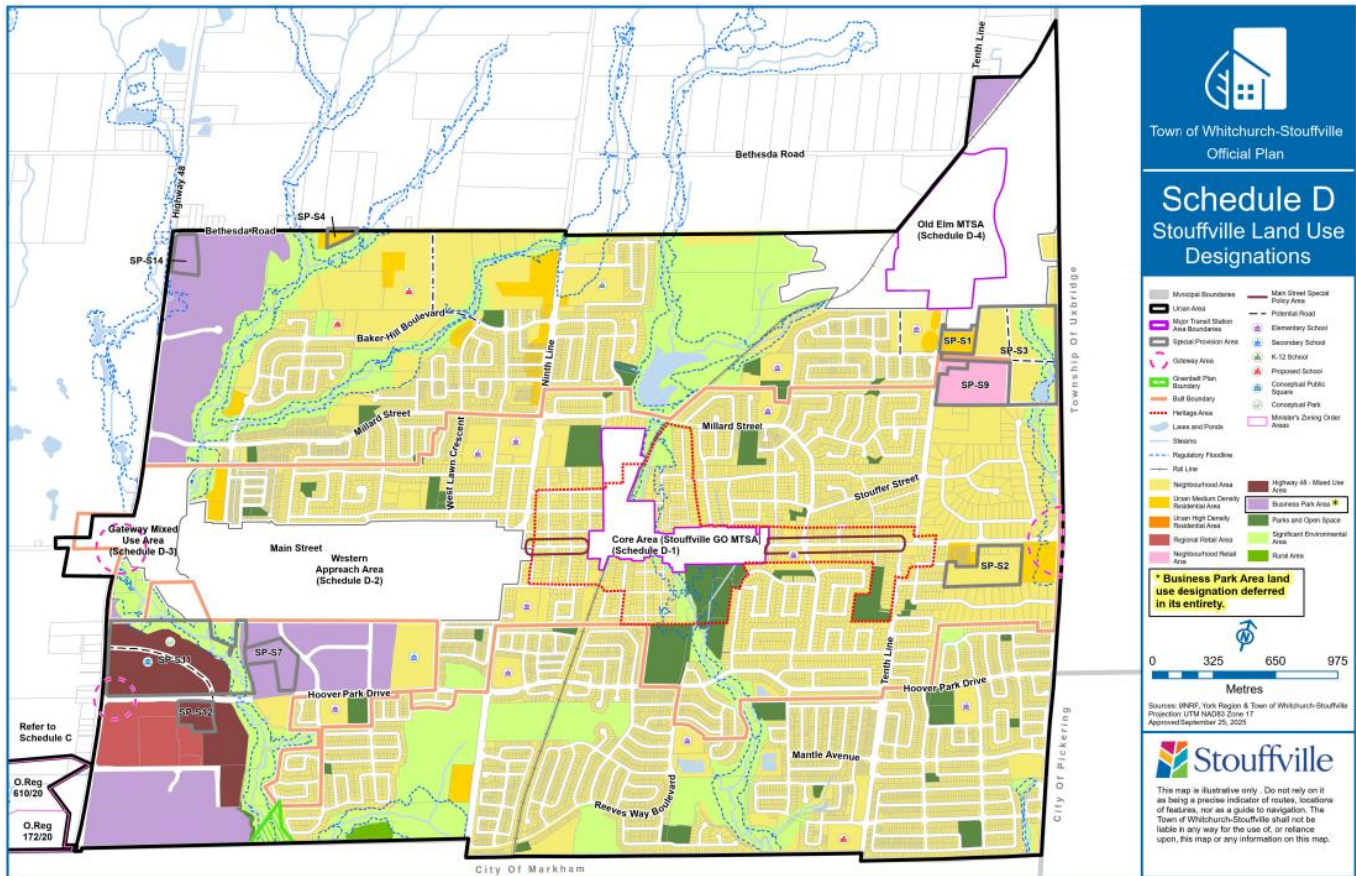 Tenth Line
Bethesda Road
Highway 48
SP-S4
Bethesda Road
SP-S14
Old Elm MTSA
(Schedule D-4)
Township Of Uxbridge
Baker-Hill Boulevard
Ninth Line
SP-S1
SP-S3
SP-S9
Millard Street
West Lawn Crescent
Millard Street
Stouffer Street
Gateway Mixed
Use Area
(Schedule D-3)
Main Street
Western
Approach Area
(Schedule D-2)
Core Area (Stouffville GO MTSA)
(Schedule D-1)
SP-S2
SP-S11
SP-S7
Hoover Park Drive
SP-S12
Tenth Line
Hoover Park Drive
Refer to
Schedule C
Mantle Avenue
O.Reg
610/20
O.Reg
172/20
Reeves Way Boulevard
City Of Pickering
City Of Markham
Town of Whitchurch-Stouffville
Official Plan
Schedule D
Stouffville Land Use
Designations
Municipal Boundaries
Urban Area
Major Transit Station
Area Boundaries
Special Provision Area
Gateway Area
Greenbelt Plan
Boundary
Built Boundary
Heritage Area
Lakes and Ponds
Streams
Regulatory Floodline
Rail Line
Neighbourhood Area
Urban Medium Density
Residential Area
Urban High Density
Residential Area
Regional Retail Area
Neighbourhood Retail
Area
Main Street Special
Policy Area
Potential Road
Elementary School
Secondary School
K-12 School
Proposed School
Conceptual Public
Square
Conceptual Park
Minister's Zoning Order
Areas
Highway 48 - Mixed Use
Area
Business Park Area *
Parks and Open Space
Significant Environmental
Area
Rural Area
* Business Park Area land
use designation deferred
in its entirety.
N
0 325 650 975
Metres
Sources: MNRF, York Region & Town of Whitchurch-Stouffville
Projection: UTM NAD83 Zone 17
Approved September 25, 2025
Stouffville
This map is illustrative only . Do not rely on it
as being a precise indicator of routes, locations
of features, nor as a guide to navigation. The
Town of Whitchurch-Stouffville shall not be
liable in any way for the use of, or reliance
upon, this map or any information on this map.